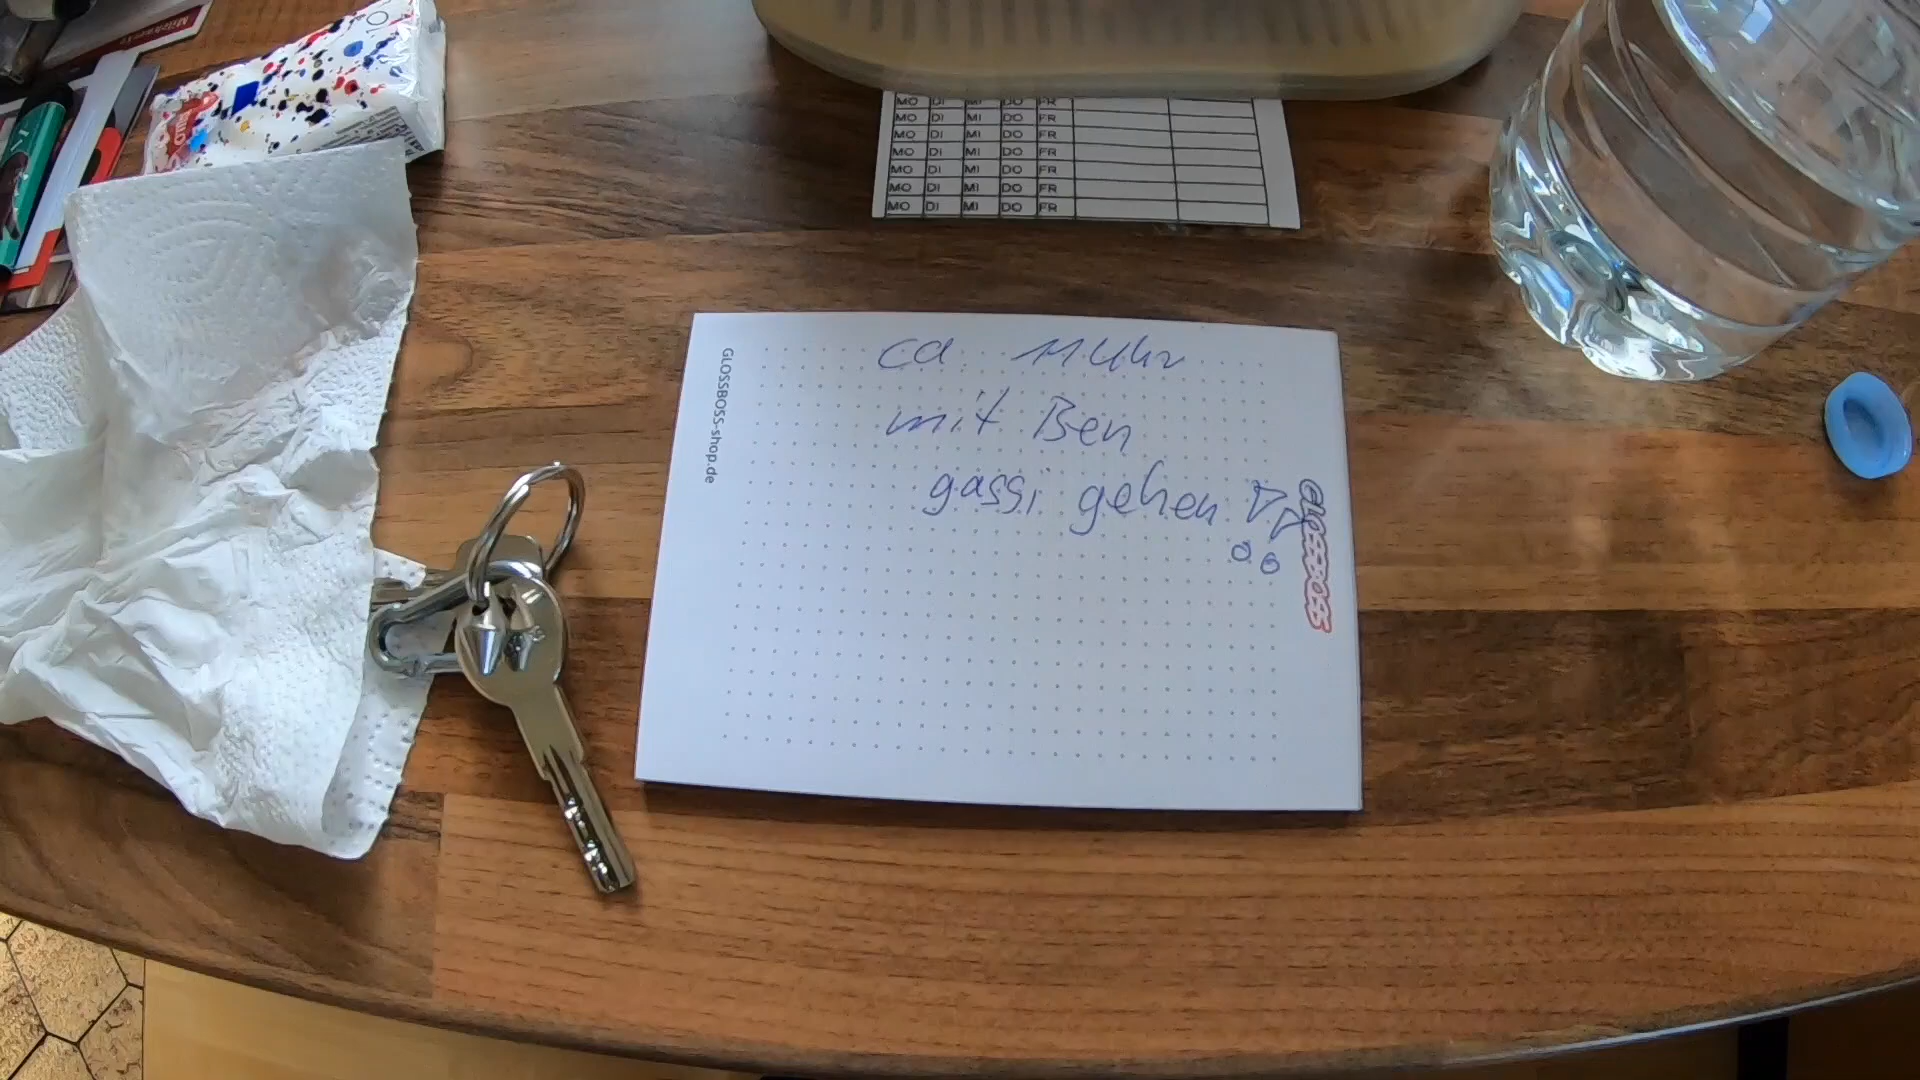 MO DI MI DO FR
MO DI MI DO FR
MO DI MI DO FR
MO DI MI DO FR
MO DI MI DO FR
MO DI MI DO FR
MO DI MI DO FR
ca 11 Uhr
mit Ben
gassi gehen !!
GLOSSBOSS-shop.de
GLOSSBOSS